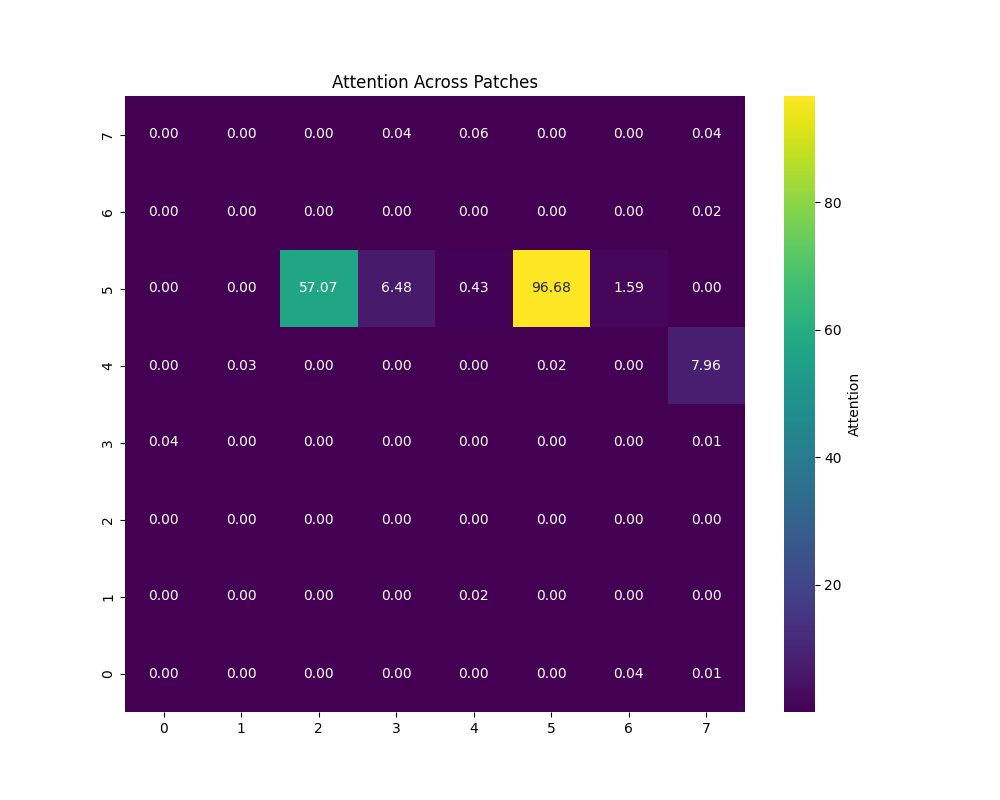 Attention Across Patches
7 0.00 0.00 0.00 0.04 0.06 0.00 0.00 0.04
6 0.00 0.00 0.00 0.00 0.00 0.00 0.00 0.02
5 0.00 0.00 57.07 6.48 0.43 96.68 1.59 0.00
4 0.00 0.03 0.00 0.00 0.00 0.02 0.00 7.96
3 0.04 0.00 0.00 0.00 0.00 0.00 0.00 0.01
2 0.00 0.00 0.00 0.00 0.00 0.00 0.00 0.00
1 0.00 0.00 0.00 0.00 0.02 0.00 0.00 0.00
0 0.00 0.00 0.00 0.00 0.00 0.00 0.04 0.01
0 1 2 3 4 5 6 7
80
60
40
20
Attention